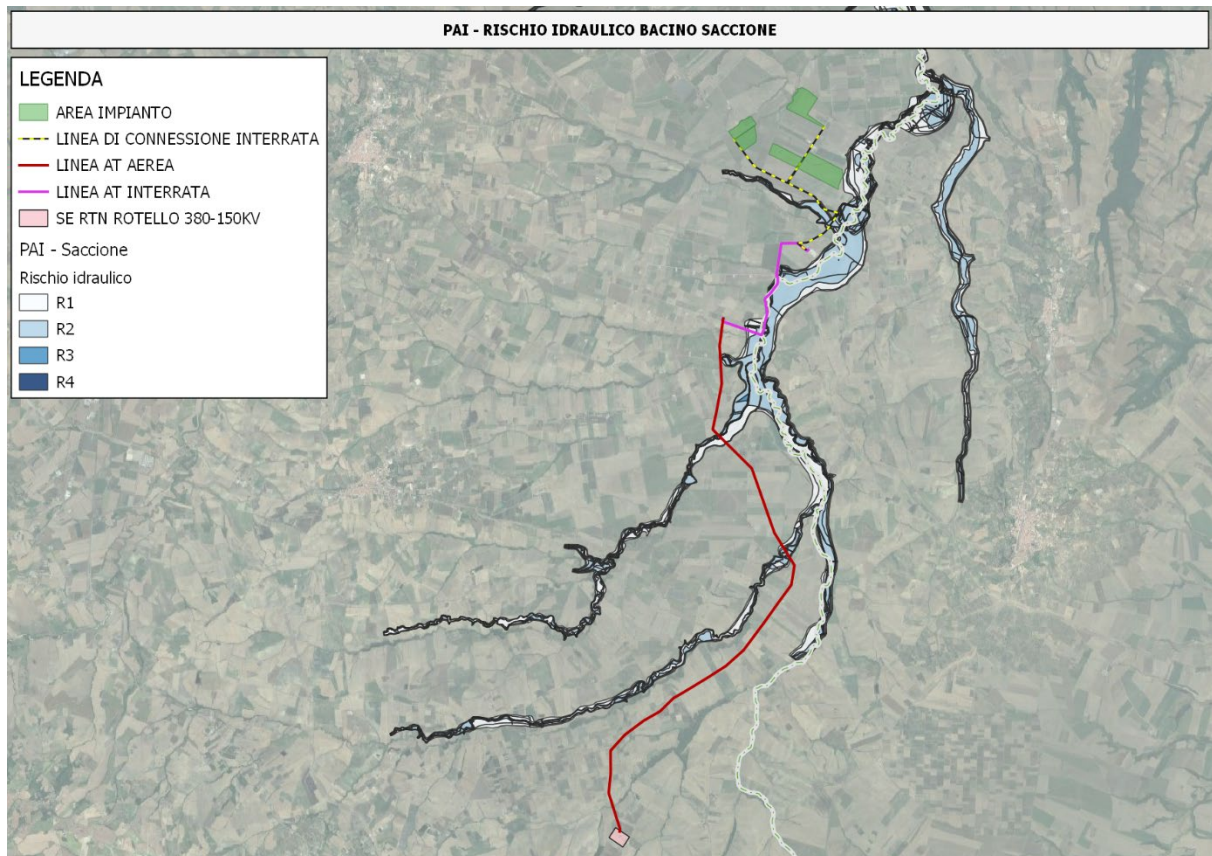 PAI - RISCHIO IDRAULICO BACINO SACCIONE
LEGENDA
AREA IMPIANTO
LINEA DI CONNESSIONE INTERRATA
LINEA AT AEREA
LINEA AT INTERRATA
SE RTN ROTELLO 380-150KV
PAI - Saccione
Rischio idraulico
R1
R2
R3
R4